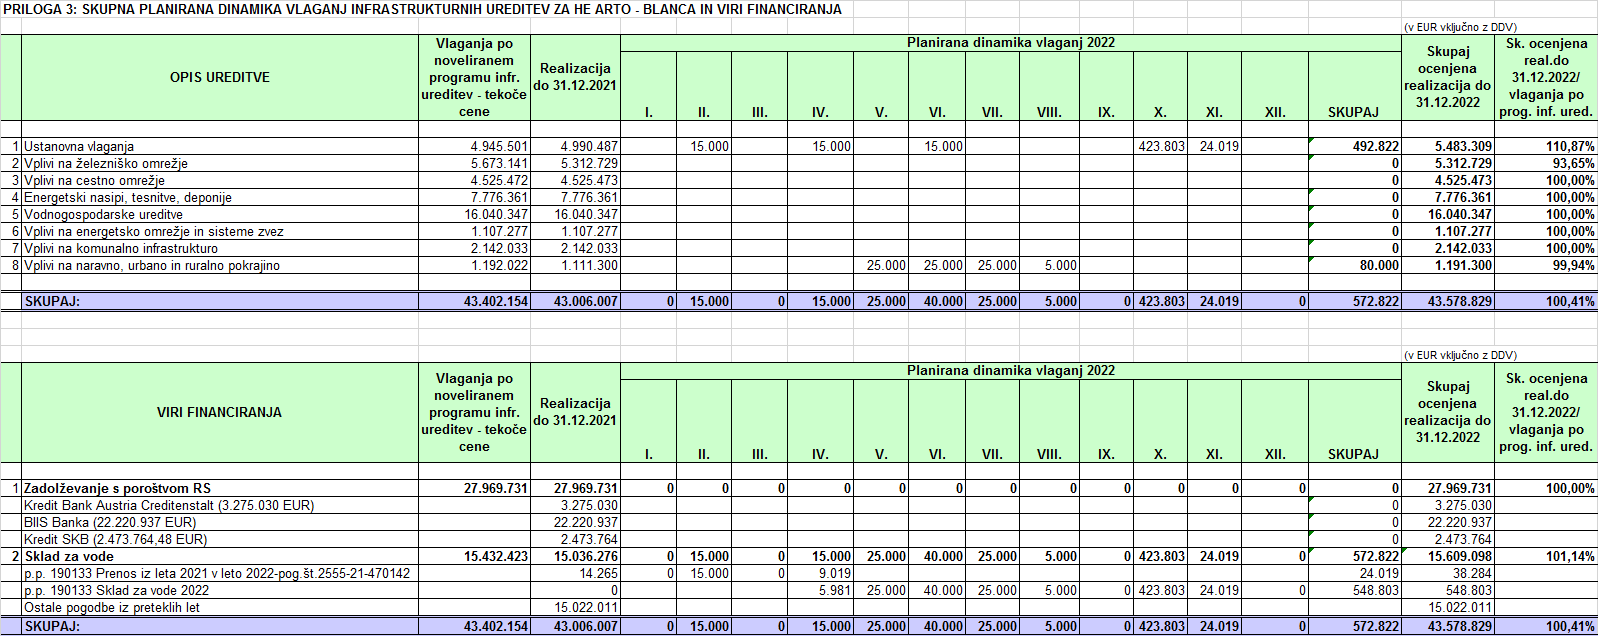 PRILOGA 3: SKUPNA PLANIRANA DINAMIKA VLAGANJ INFRASTRUKTURNIH UREDITEV ZA HE ARTO - BLANCA IN VIRI FINANCIRANJA
(v EUR vključno z DDV)
OPIS UREDITVE
Vlaganja po noveliranem programu infr. ureditev - tekoče cene
Realizacija do 31.12.2021
Planirana dinamika vlaganj 2022
I. II. III. IV. V. VI. VII. VIII. IX. X. XI. XII. SKUPAJ
Skupaj ocenjena realizacija do 31.12.2022
Sk. ocenjena real.do 31.12.2022/ vlaganja po prog. inf. ured.
1 Ustanovna vlaganja 4.945.501 4.990.487 15.000 15.000 15.000 423.803 24.019 492.822 5.483.309 110,87%
2 Vplivi na železniško omrežje 5.673.141 5.312.729 0 5.312.729 93,65%
3 Vplivi na cestno omrežje 4.525.472 4.525.473 0 4.525.473 100,00%
4 Energetski nasipi, tesnitve, deponije 7.776.361 7.776.361 0 7.776.361 100,00%
5 Vodnogospodarske ureditve 16.040.347 16.040.347 0 16.040.347 100,00%
6 Vplivi na energetsko omrežje in sisteme zvez 1.107.277 1.107.277 0 1.107.277 100,00%
7 Vplivi na komunalno infrastrukturo 2.142.033 2.142.033 0 2.142.033 100,00%
8 Vplivi na naravno, urbano in ruralno pokrajino 1.192.022 1.111.300 25.000 25.000 25.000 5.000 80.000 1.191.300 99,94%
SKUPAJ: 43.402.154 43.006.007 0 15.000 0 15.000 25.000 40.000 25.000 5.000 0 423.803 24.019 0 572.822 43.578.829 100,41%
(v EUR vključno z DDV)
VIRI FINANCIRANJA
Vlaganja po noveliranem programu infr. ureditev - tekoče cene
Realizacija do 31.12.2021
Planirana dinamika vlaganj 2022
I. II. III. IV. V. VI. VII. VIII. IX. X. XI. XII. SKUPAJ
Skupaj ocenjena realizacija do 31.12.2022
Sk. ocenjena real.do 31.12.2022/ vlaganja po prog. inf. ured.
1 Zadolževanje s poroštvom RS 27.969.731 27.969.731 0 0 0 0 0 0 0 0 0 0 0 0 0 27.969.731 100,00%
Kredit Bank Austria Creditenstalt (3.275.030 EUR) 3.275.030 0 3.275.030
BIIS Banka (22.220.937 EUR) 22.220.937 0 22.220.937
Kredit SKB (2.473.764,48 EUR) 2.473.764 0 2.473.764
2 Sklad za vode 15.432.423 15.036.276 0 15.000 0 15.000 25.000 40.000 25.000 5.000 0 423.803 24.019 0 572.822 15.609.098 101,14%
p.p. 190133 Prenos iz leta 2021 v leto 2022-pog.št.2555-21-470142 14.265 0 15.000 0 9.019 24.019 38.284
p.p. 190133 Sklad za vode 2022 0 5.981 25.000 40.000 25.000 5.000 0 423.803 24.019 0 548.803 548.803
Ostale pogodbe iz preteklih let 15.022.011 15.022.011
SKUPAJ: 43.402.154 43.006.007 0 15.000 0 15.000 25.000 40.000 25.000 5.000 0 423.803 24.019 0 572.822 43.578.829 100,41%